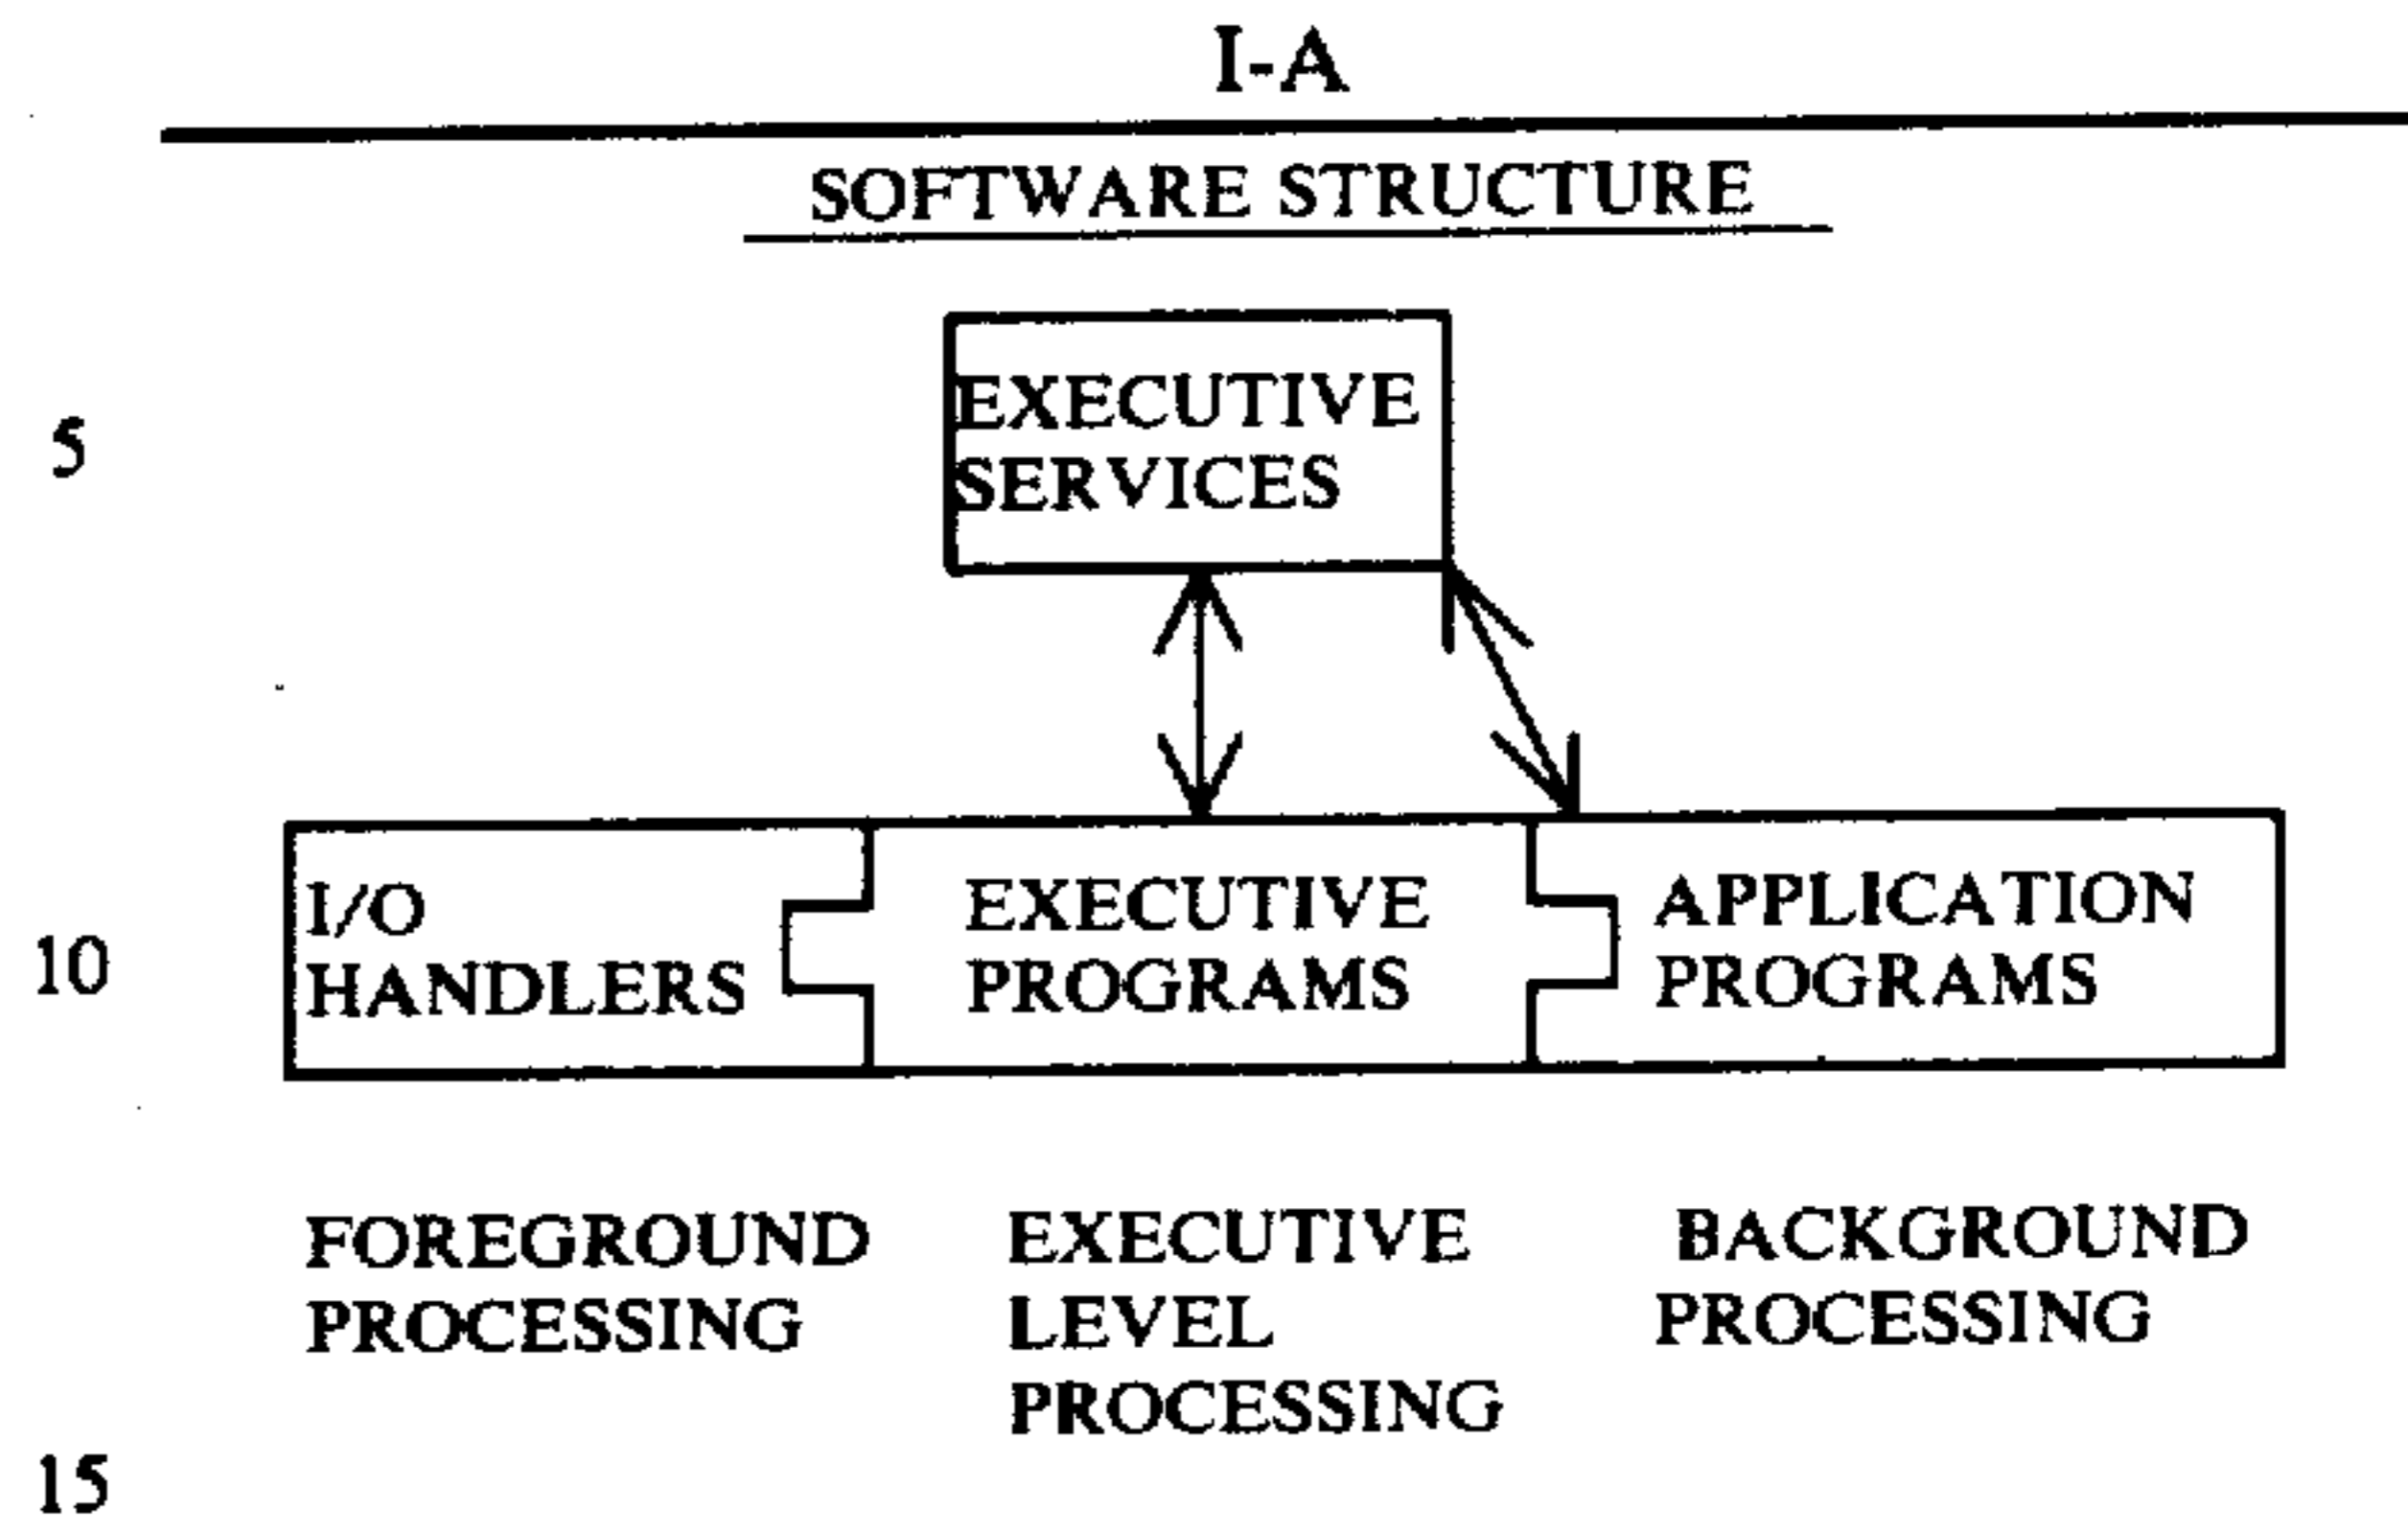 I-A
SOFTWARE STRUCTURE
5
EXECUTIVE
SERVICES
10
I/O
HANDLERS
EXECUTIVE
PROGRAMS
APPLICATION
PROGRAMS
FOREGROUND
PROCESSING
EXECUTIVE
LEVEL
PROCESSING
BACKGROUND
PROCESSING
15